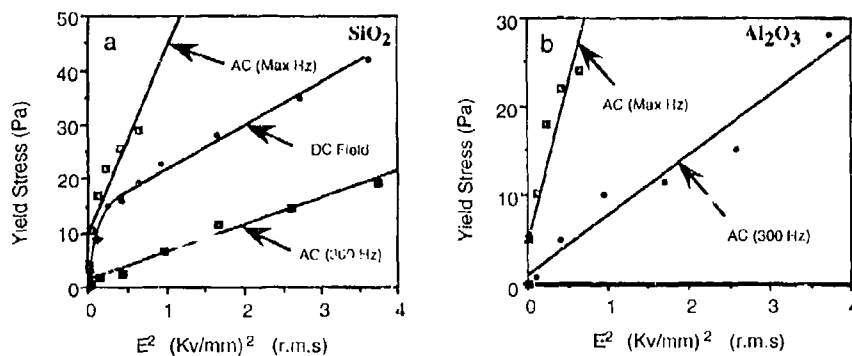 a
SiO2
50
40
30
20
10
0
Yield Stress (Pa)
AC (Max Hz)
DC Field
AC (300 Hz)
0 1 2 3 4
E² (Kv/mm)² (r.m.s)
b
Al2O3
30
20
10
0
Yield Stress (Pa)
AC (Max Hz)
AC (300 Hz)
0 1 2 3 4
E² (Kv/mm)² (r.m.s)